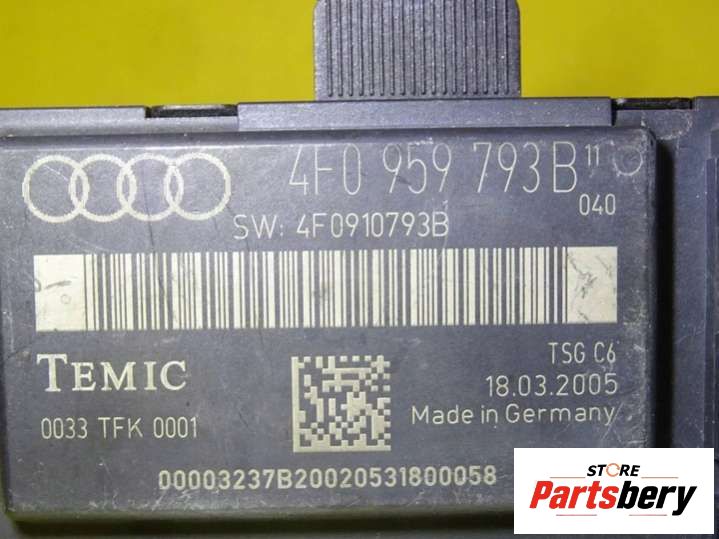 4F0 959 793B 11
040
SW: 4F0910793B
TEMIC
TSG C6
18.03.2005
0033 TFK 0001
Made in Germany
00003237B20020531800058
STORE
Partsbery